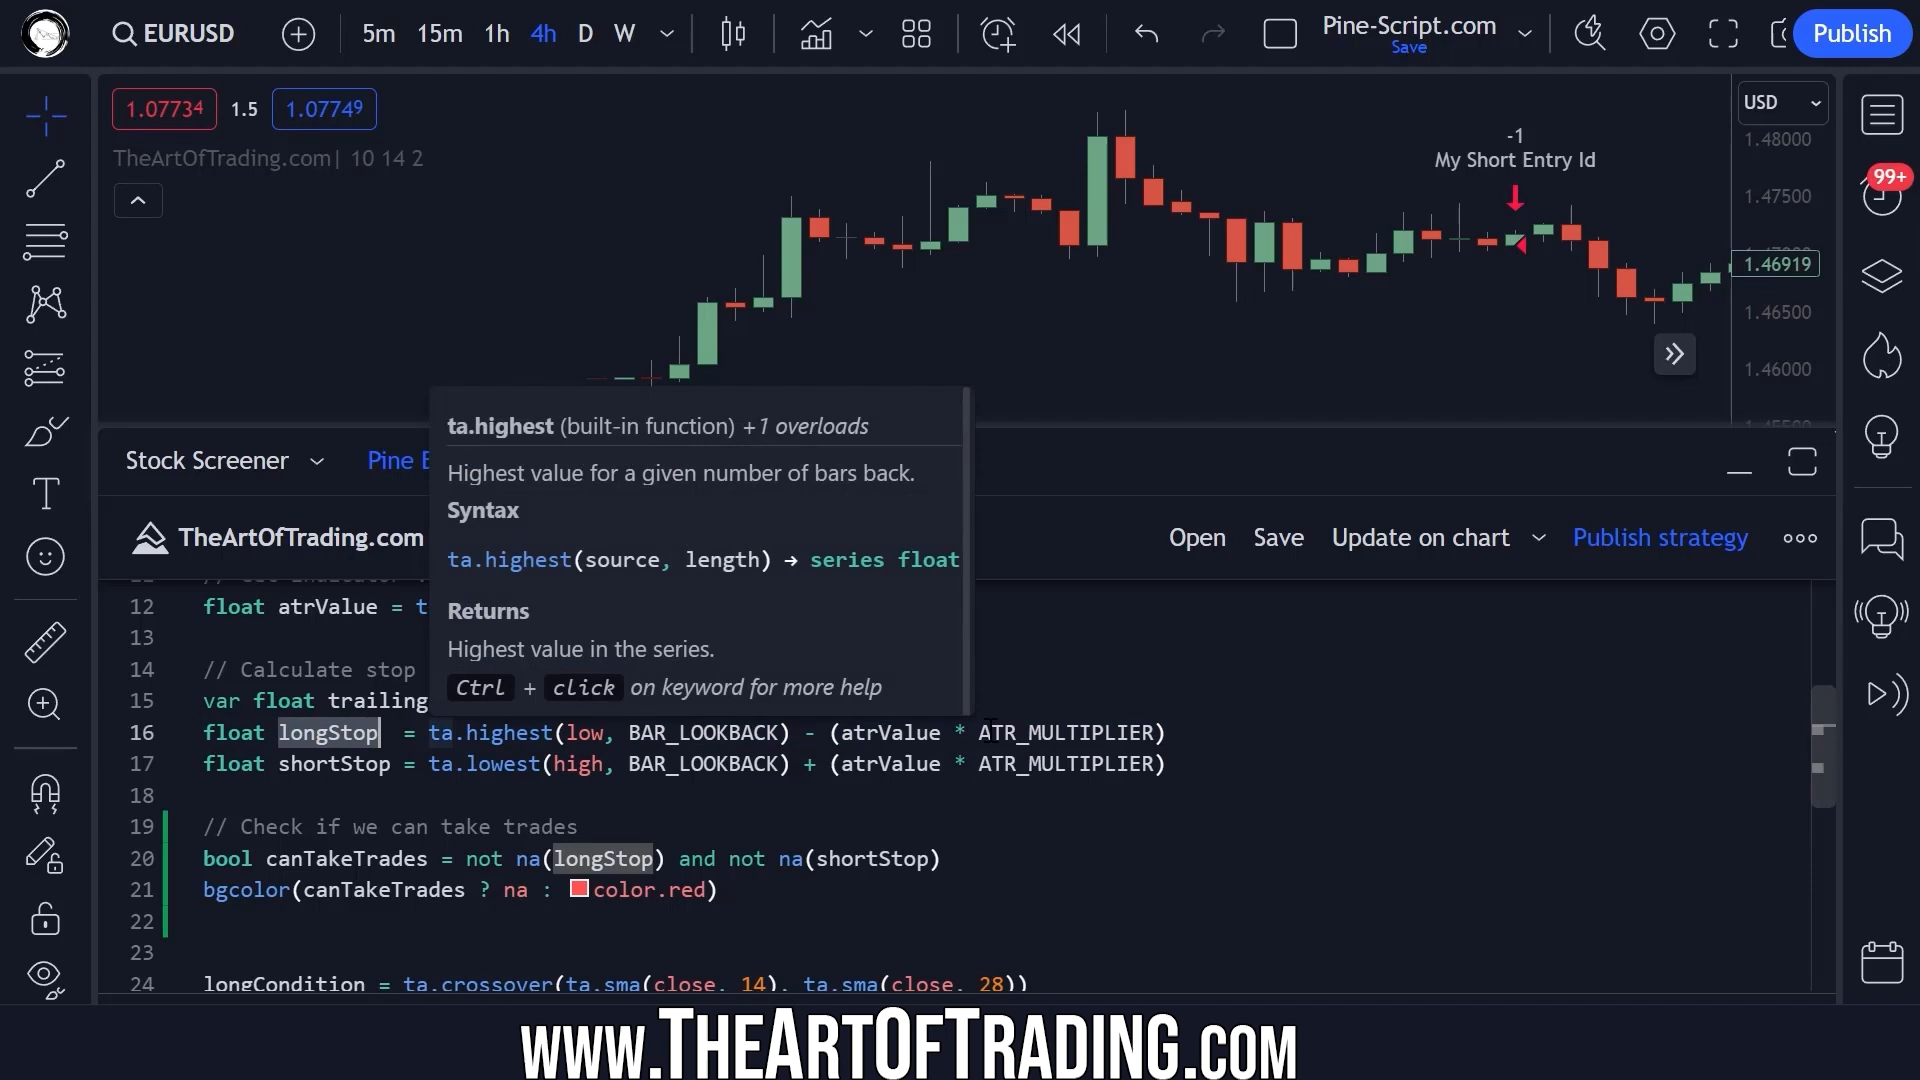 EURUSD
5m 15m 1h 4h D W
Pine-Script.com
Save
Publish
1.07734 1.5 1.07749
TheArtOfTrading.com| 10 14 2
-1
My Short Entry Id
USD
1.48000
1.47500
1.46919
1.46500
1.46000
99+
ta.highest (built-in function) +1 overloads
Highest value for a given number of bars back.
Syntax
ta.highest(source, length) → series float
Returns
Highest value in the series.
Ctrl + click on keyword for more help
Stock Screener Pine
TheArtOfTrading.com
Open Save Update on chart Publish strategy
12 float atrValue = t
13
14 // Calculate stop
15 var float trailing
16 float longStop = ta.highest(low, BAR_LOOKBACK) - (atrValue * ATR_MULTIPLIER)
17 float shortStop = ta.lowest(high, BAR_LOOKBACK) + (atrValue * ATR_MULTIPLIER)
18
19 // Check if we can take trades
20 bool canTakeTrades = not na(longStop) and not na(shortStop)
21 bgcolor(canTakeTrades ? na : color.red)
22
23
24 longCondition = ta.crossover(ta.sma(close, 14), ta.sma(close, 28))
www.TheArtOfTrading.com